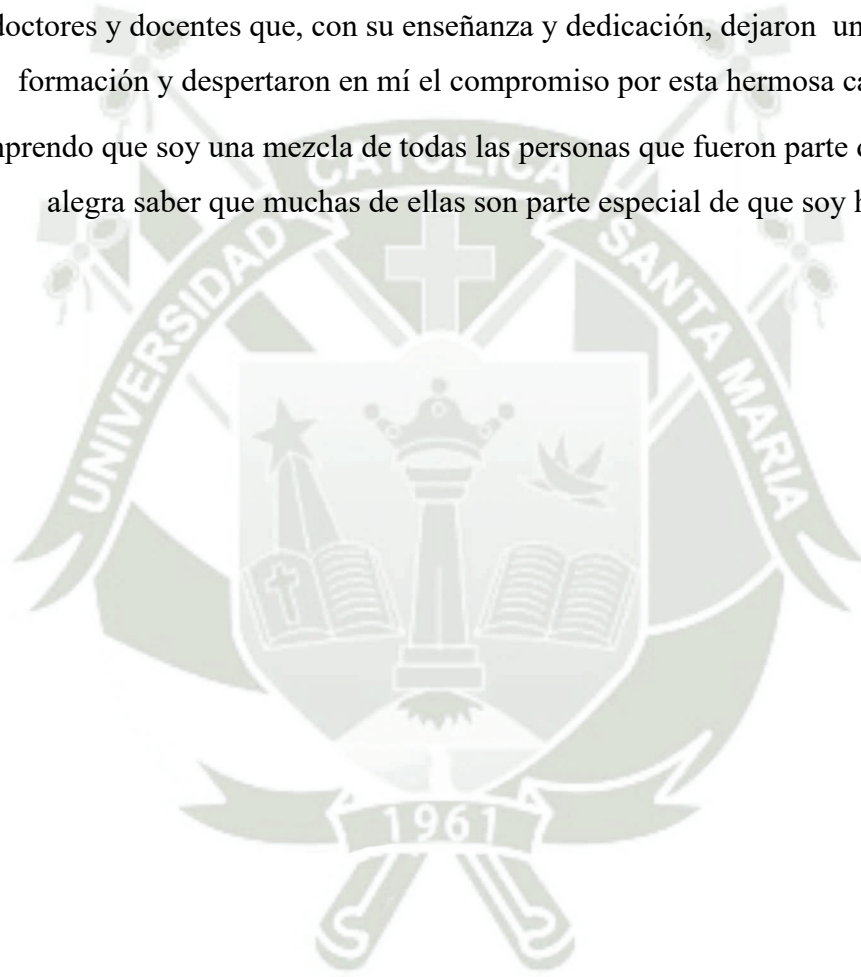 doctores y docentes que, con su enseñanza y dedicación, dejaron un
formación y despertaron en mí el compromiso por esta hermosa
prendo que soy una mezcla de todas las personas que fueron parte
alegra saber que muchas de ellas son parte especial de que soy
UNIVERSIDAD CATOLICA SANTA MARIA
1961